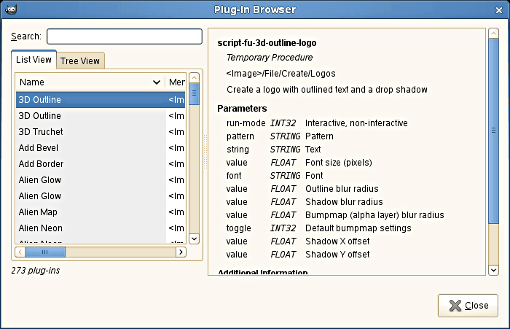 Plug-In Browser
Search:
List View
Tree View
Name
Men
3D Outline <Im
3D Outline <Im
3D Truchet <Im
Add Bevel <Im
Add Border <Im
Alien Glow <Im
Alien Glow <Im
Alien Map <Im
Alien Neon <Im
Alien Neon <Im
273 plug-ins
script-fu-3d-outline-logo
Temporary Procedure
<Image>/File/Create/Logos
Create a logo with outlined text and a drop shadow
Parameters
run-mode INT32 Interactive, non-interactive
pattern STRING Pattern
string STRING Text
value FLOAT Font size (pixels)
font STRING Font
value FLOAT Outline blur radius
value FLOAT Shadow blur radius
value FLOAT Bumpmap (alpha layer) blur radius
toggle INT32 Default bumpmap settings
value FLOAT Shadow X offset
value FLOAT Shadow Y offset
Additional Information
Close